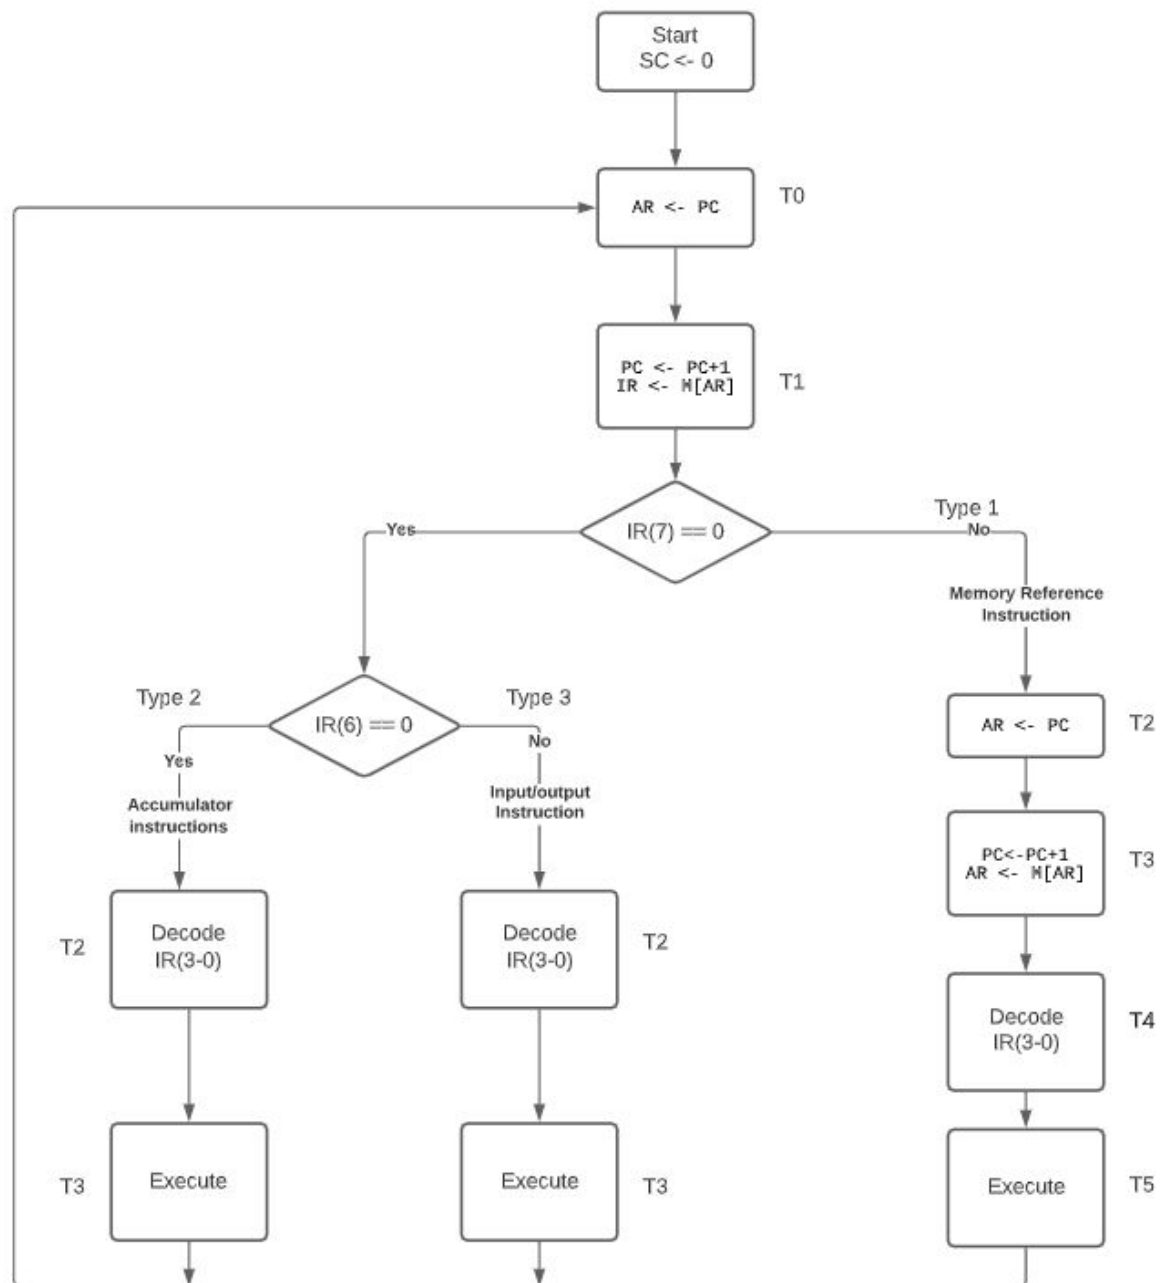 Start
SC <- 0
AR <- PC
T0
PC <- PC+1
IR <- M[AR]
T1
IR(7) == 0
Yes
Type 1
No
Memory Reference
Instruction
AR <- PC
T2
PC<-PC+1
AR <- M[AR]
T3
Decode
IR(3-0)
T4
Execute
T5
IR(6) == 0
Type 2
Yes
Accumulator
instructions
T2
Decode
IR(3-0)
T3
Execute
Type 3
No
Input/output
Instruction
Decode
IR(3-0)
T2
Execute
T3